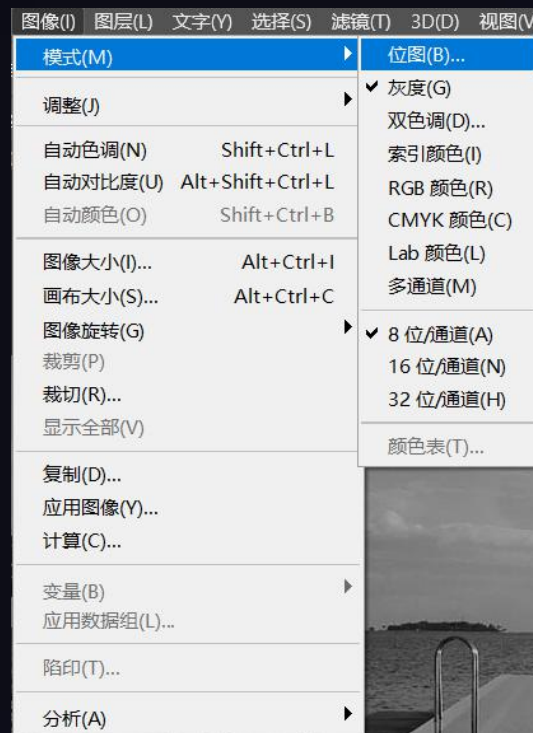 图像(I) 图层(L) 文字(Y) 选择(S) 滤镜(T) 3D(D) 视图(V
模式(M)
调整(J)
自动色调(N) Shift+Ctrl+L
自动对比度(U) Alt+Shift+Ctrl+L
自动颜色(O) Shift+Ctrl+B
图像大小(I)... Alt+Ctrl+I
画布大小(S)... Alt+Ctrl+C
图像旋转(G)
裁剪(P)
裁切(R)...
显示全部(V)
复制(D)...
应用图像(Y)...
计算(C)...
变量(B)
应用数据组(L)...
陷印(T)...
分析(A)
位图(B)...
灰度(G)
双色调(D)...
索引颜色(I)
RGB 颜色(R)
CMYK 颜色(C)
Lab 颜色(L)
多通道(M)
8 位/通道(A)
16 位/通道(N)
32 位/通道(H)
颜色表(T)...